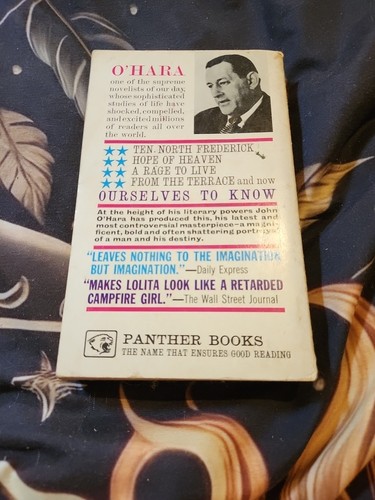 O'HARA
one of the supreme
novelists of our day,
whose sophisticated
studies of life have
shocked, compelled,
and excited millions
of readers all over
the world.
TEN NORTH FREDERICK
HOPE OF HEAVEN
A RAGE TO LIVE
FROM THE TERRACE and now
OURSELVES TO KNOW
At the height of his literary powers John
O'Hara has produced this, his latest and
most controversial masterpiece—a magni-
ficent, bold and often shattering portrayal
of a man and his destiny.
"LEAVES NOTHING TO THE IMAGINATION
BUT IMAGINATION."—Daily Express
"MAKES LOLITA LOOK LIKE A RETARDED
CAMPFIRE GIRL."—The Wall Street Journal
PANTHER BOOKS
THE NAME THAT ENSURES GOOD READING